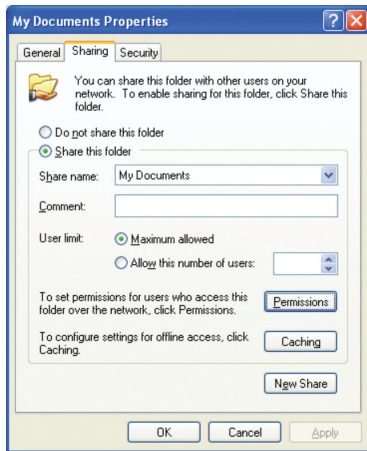 My Documents Properties
General Sharing Security
You can share this folder with other users on your
network. To enable sharing for this folder, click Share this
folder.
Do not share this folder
Share this folder
Share name: My Documents
Comment:
User limit: Maximum allowed
Allow this number of users:
To set permissions for users who access this
folder over the network, click Permissions.
Permissions
To configure settings for offline access, click
Caching.
Caching
New Share
OK Cancel Apply